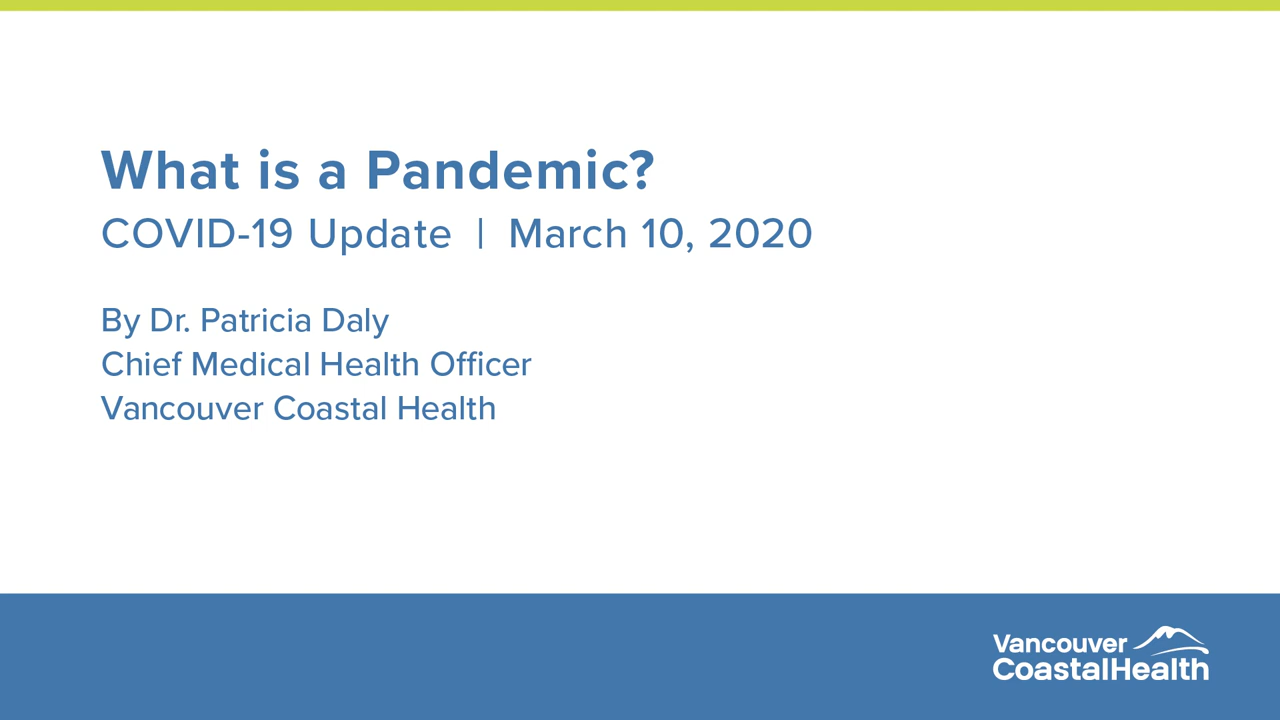 What is a Pandemic?
COVID-19 Update | March 10, 2020
By Dr. Patricia Daly
Chief Medical Health Officer
Vancouver Coastal Health
Vancouver
CoastalHealth